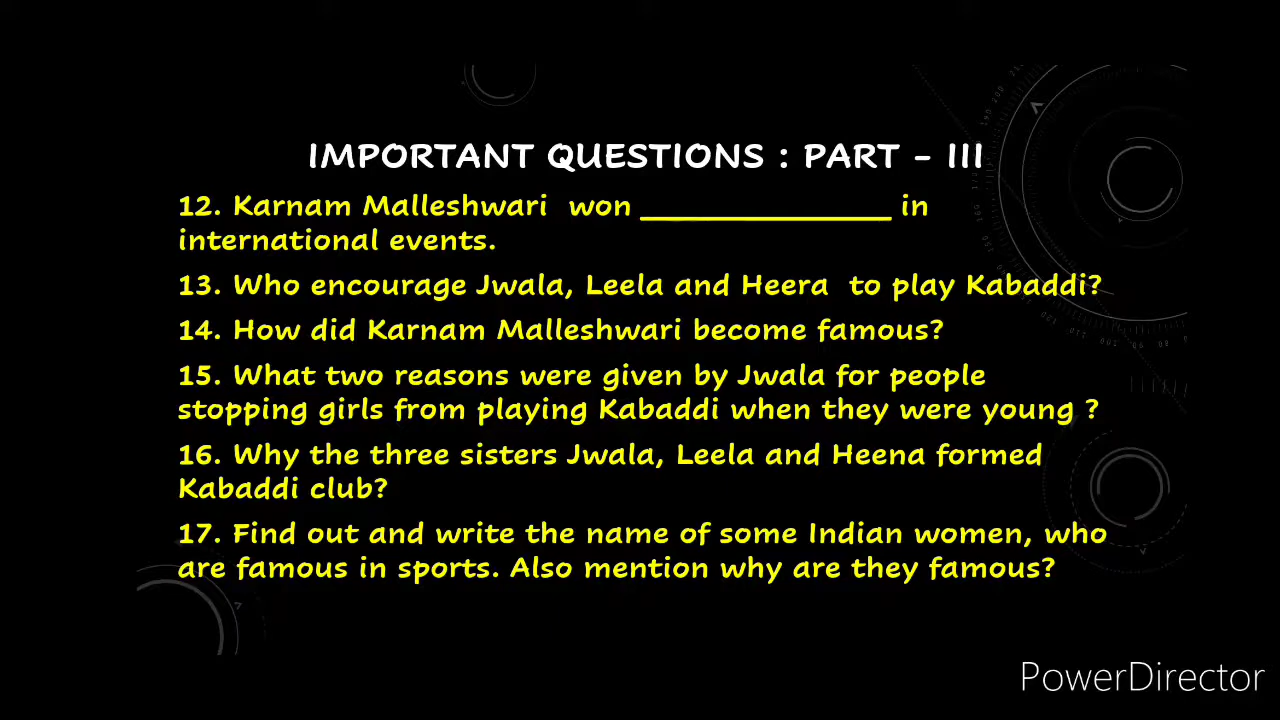 IMPORTANT QUESTIONS : PART – III
12. Karnam Malleshwari  won _______________ in
international events.
13. Who encourage Jwala, Leela and Heera  to play Kabaddi?
14. How did Karnam Malleshwari become famous?
15. What two reasons were given by Jwala for people
stopping girls from playing Kabaddi when they were young ?
16. Why the three sisters Jwala, Leela and Heena formed
Kabaddi club?
17. Find out and write the name of some Indian women, who
are famous in sports. Also mention why are they famous?
PowerDirector